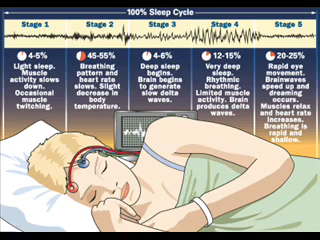 100% Sleep Cycle
Stage 1
Stage 2
Stage 3
Stage 4
Stage 5
4-5%
Light sleep.
Muscle
activity slows
down.
Occasional
muscle
twitching.
45-55%
Breathing
pattern and
heart rate
slows. Slight
decrease in
body
temperature.
4-6%
Deep sleep
begins.
Brain begins
to generate
slow delta
waves.
12-15%
Very deep
sleep.
Rhythmic
breathing.
Limited muscle
activity. Brain
produces delta
waves.
20-25%
Rapid eye
movement.
Brainwaves
speed up and
dreaming
occurs.
Muscles relax
and heart rate
increases.
Breathing is
rapid and
shallow.